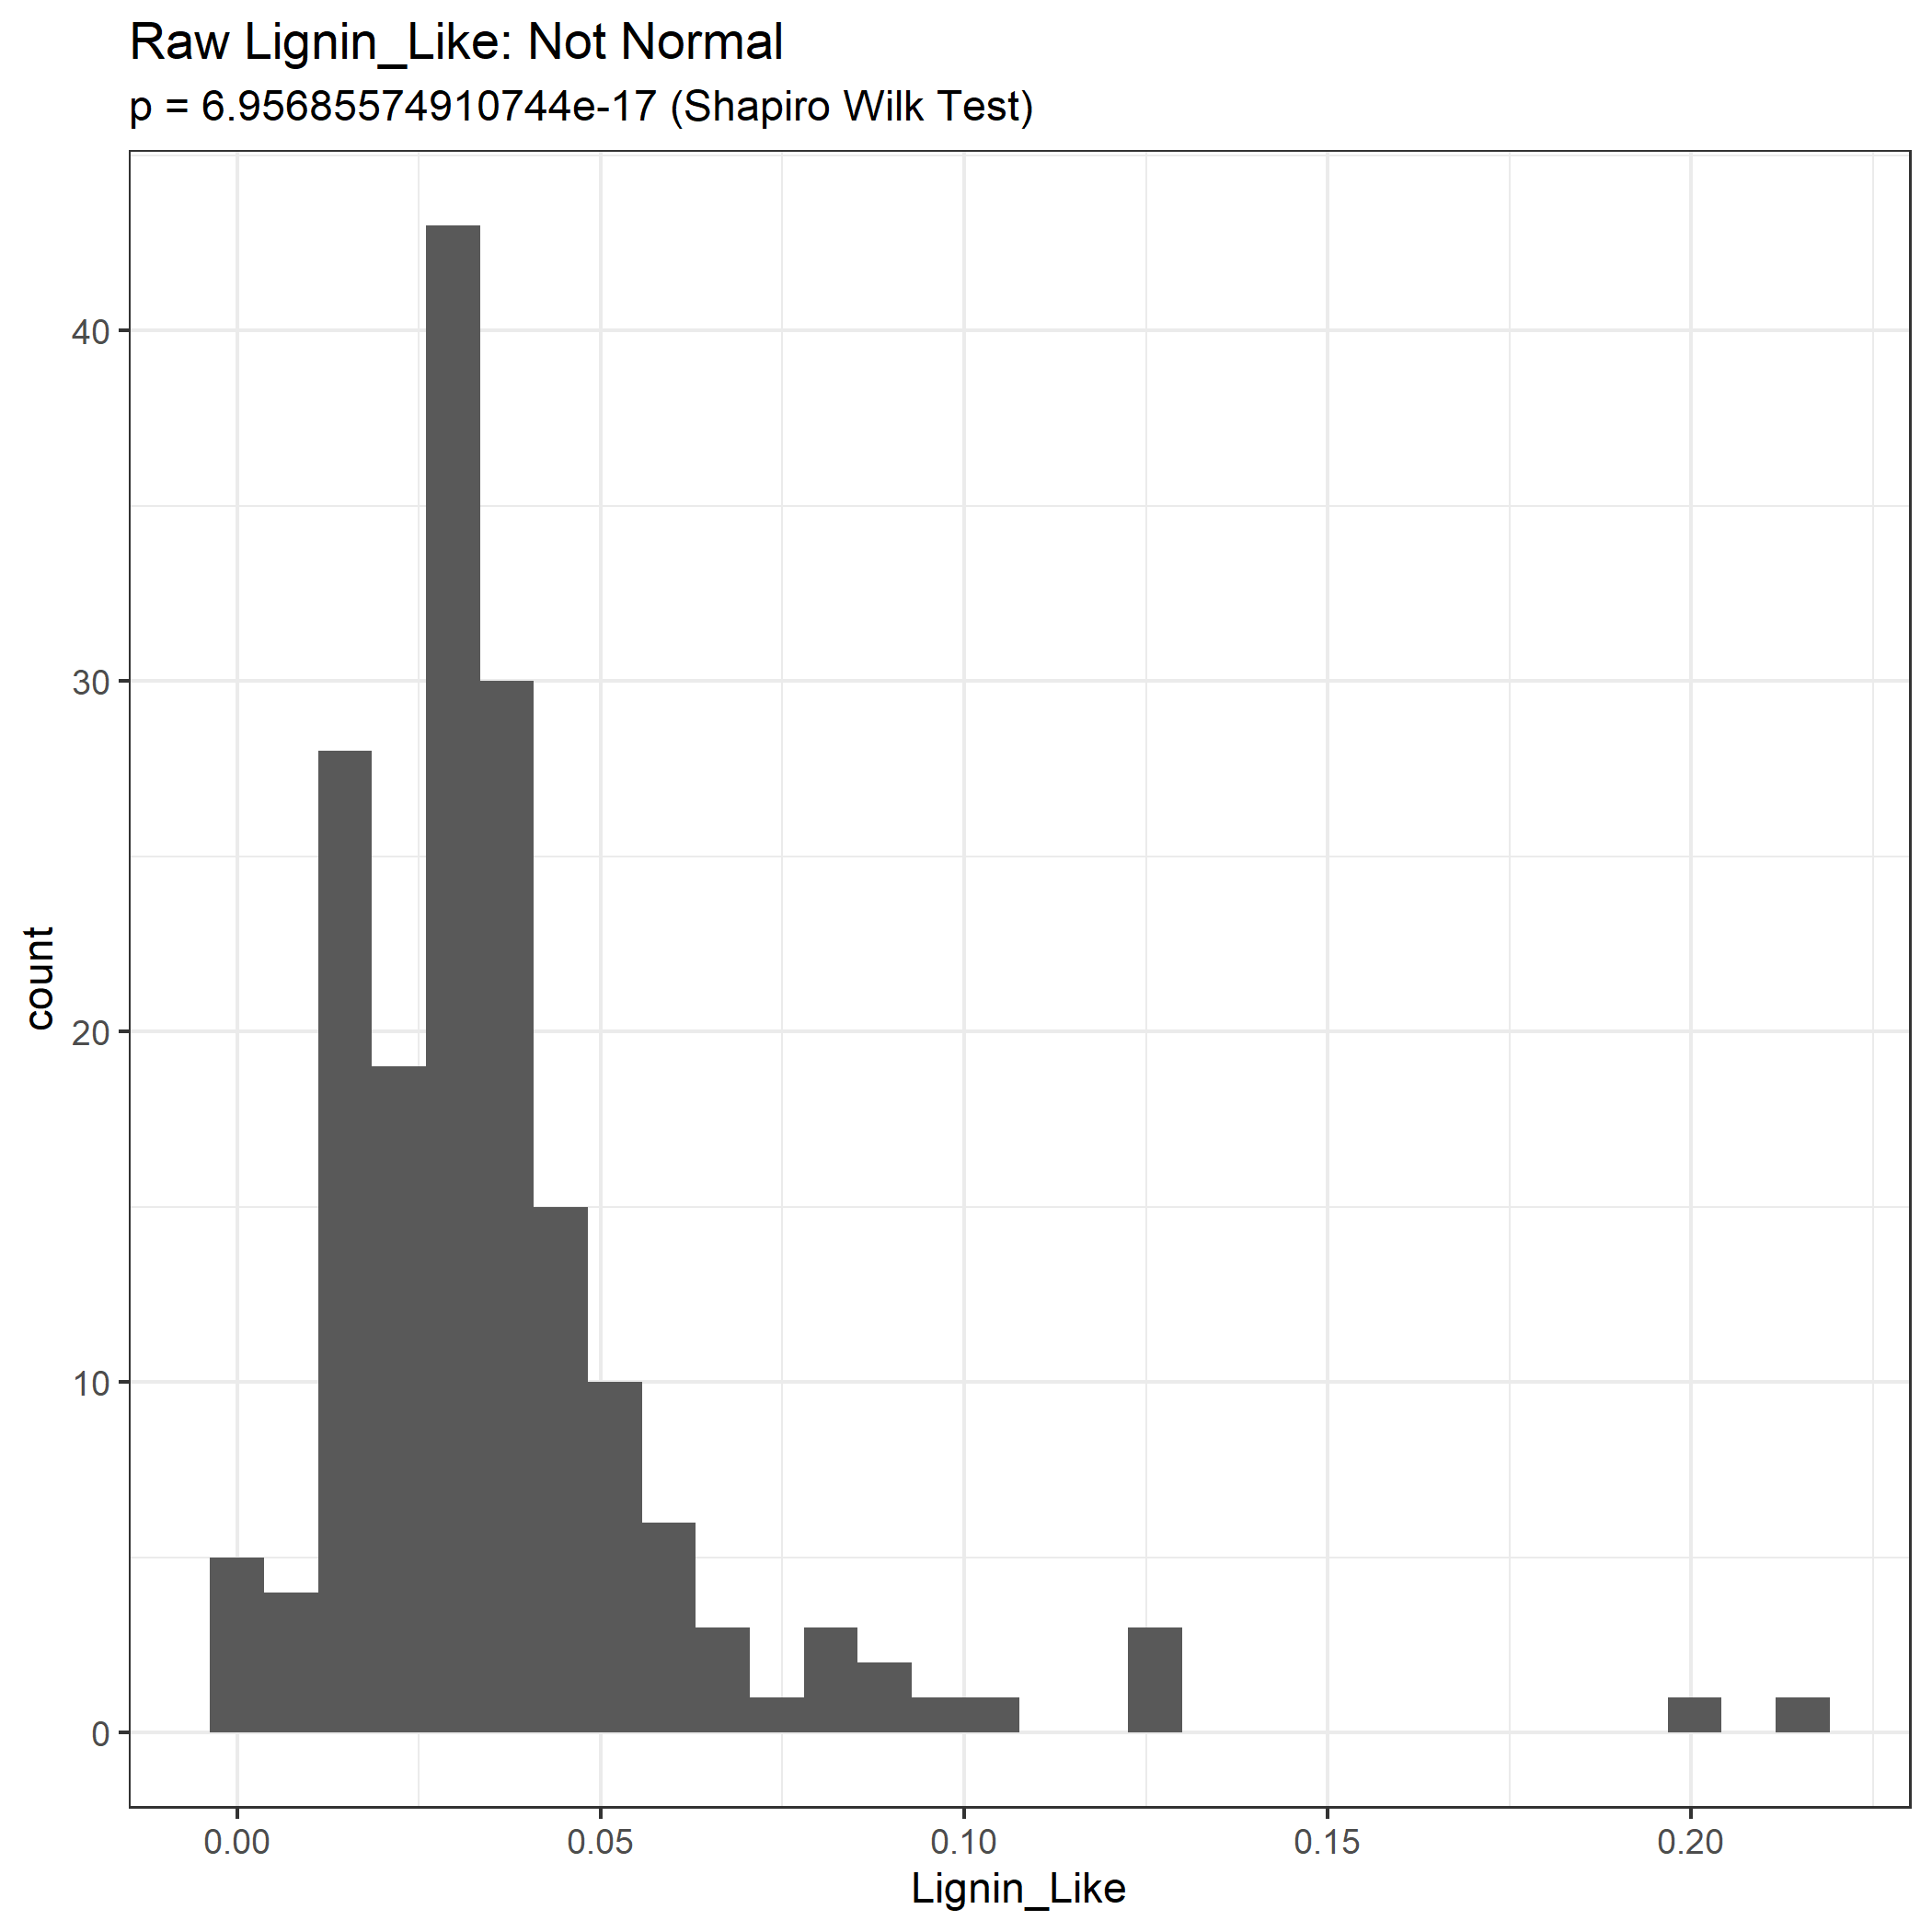 Raw Lignin_Like: Not Normal
p = 6.95685574910744e-17 (Shapiro Wilk Test)
count
40
30
20
10
0
0.00 0.05 0.10 0.15 0.20
Lignin_Like